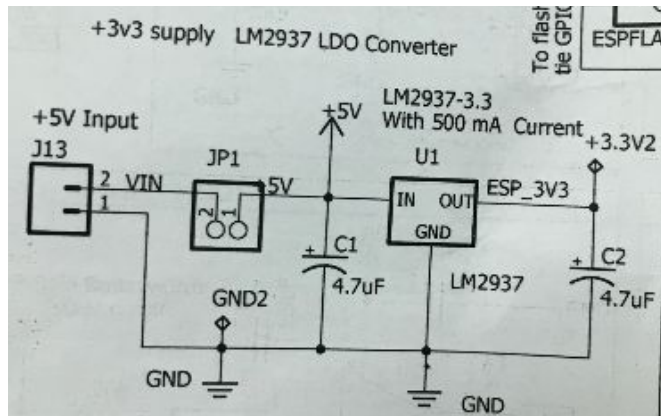 +3v3 supply LM2937 LDO Converter
To flash
tie GPIO
ESPFLA
+5V Input
J13
2 VIN
1
JP1
2 1
+5V
+5V
LM2937-3.3
With 500 mA Current
U1
IN OUT
GND
ESP_3V3
+3.3V2
+ C1
4.7uF
LM2937
+ C2
4.7uF
GND2
GND
GND